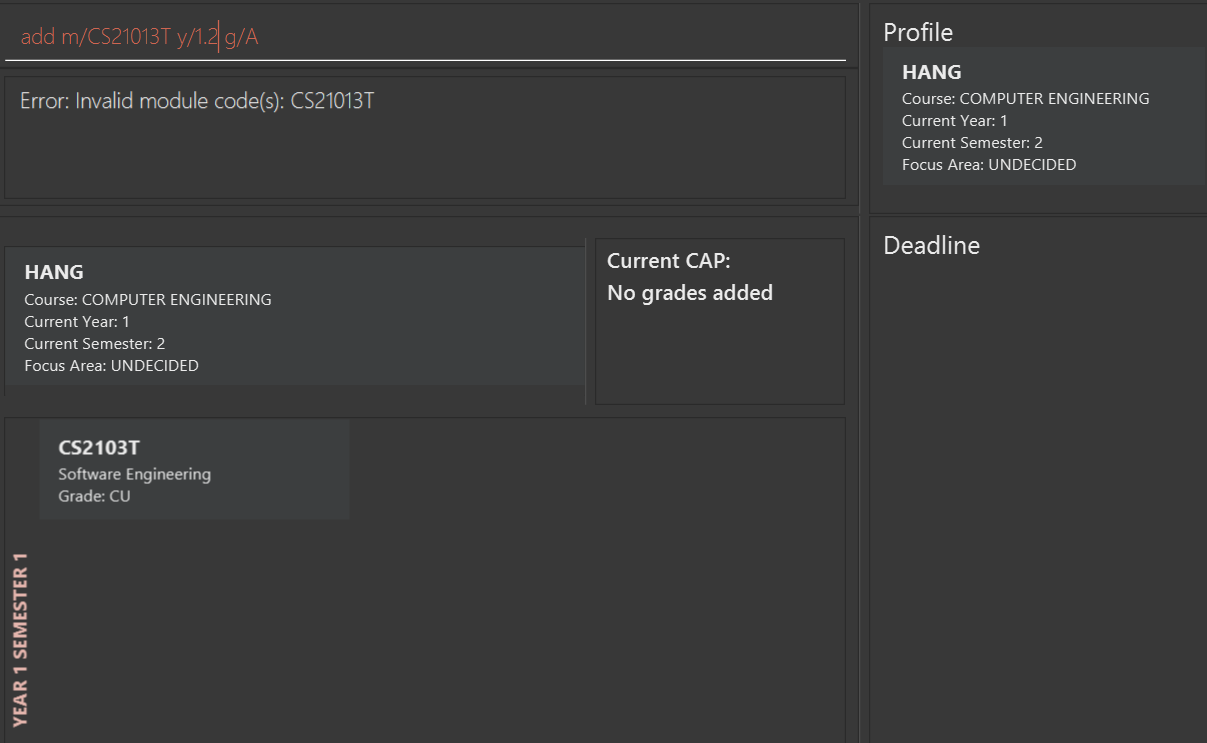 add m/CS21013T y/1.2 g/A
Error: Invalid module code(s): CS21013T
HANG
Course: COMPUTER ENGINEERING
Current Year: 1
Current Semester: 2
Focus Area: UNDECIDED
Current CAP:
No grades added
CS2103T
Software Engineering
Grade: CU
YEAR 1 SEMESTER 1
Profile
HANG
Course: COMPUTER ENGINEERING
Current Year: 1
Current Semester: 2
Focus Area: UNDECIDED
Deadline